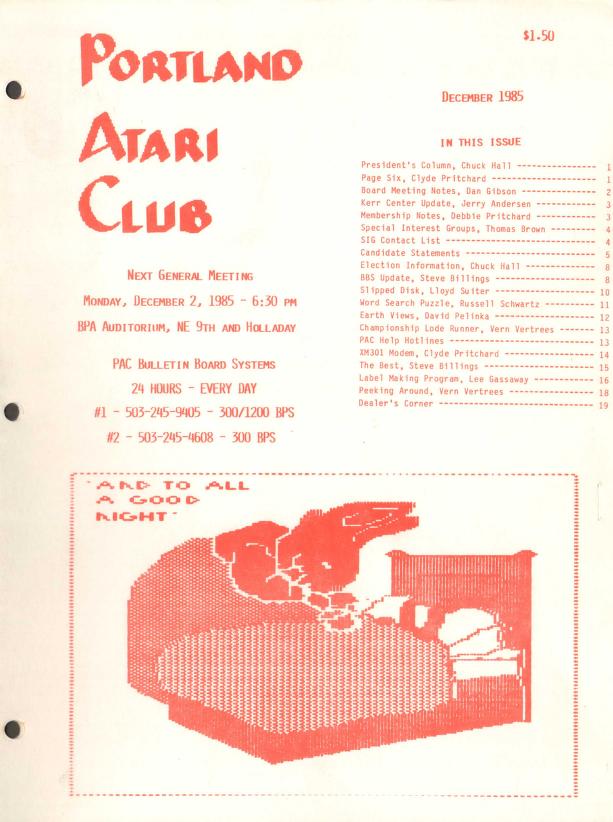 $1.50
PORTLAND
ATARI
CLUB
DECEMBER 1985
IN THIS ISSUE
President's Column, Chuck Hall ---------------- 1
Page Six, Clyde Pritchard --------------------- 1
Board Meeting Notes, Dan Gibson --------------- 2
Kerr Center Update, Jerry Andersen ------------ 3
Membership Notes, Debbie Pritchard ------------ 3
Special Interest Groups, Thomas Brown --------- 4
SIG Contact List ------------------------------ 4
Candidate Statements -------------------------- 5
Election Information, Chuck Hall -------------- 8
BBS Update, Steve Billings -------------------- 8
Slipped Disk, Lloyd Suiter -------------------- 10
Word Search Puzzle, Russell Schwartz ---------- 11
Earth Views, David Pelinka -------------------- 12
Championship Lode Runner, Vern Vertrees ------- 13
PAC Help Hotlines ----------------------------- 13
XM301 Modem, Clyde Pritchard ------------------ 14
The Best, Steve Billings ---------------------- 15
Label Making Program, Lee Gassaway ------------ 16
Peeking Around, Vern Vertrees ----------------- 18
Dealer's Corner ------------------------------- 19
NEXT GENERAL MEETING
MONDAY, DECEMBER 2, 1985 - 6:30 PM
BPA AUDITORIUM, NE 9TH AND HOLLADAY
PAC BULLETIN BOARD SYSTEMS
24 HOURS - EVERY DAY
#1 - 503-245-9405 - 300/1200 BPS
#2 - 503-245-4608 - 300 BPS
"AND TO ALL
A GOOD
NIGHT"